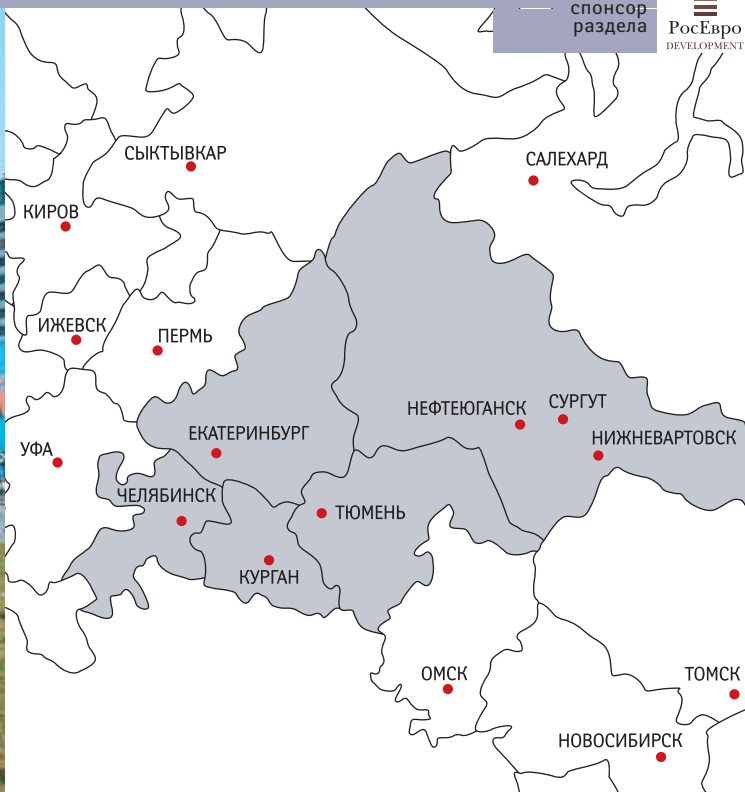 спонсор
раздела
РосЕвро
DEVELOPMENT
СЫКТЫВКАР
САЛЕХАРД
КИРОВ
ИЖЕВСК
ПЕРМЬ
НЕФТЕЮГАНСК
СУРГУТ
НИЖНЕВАРТОВСК
ЕКАТЕРИНБУРГ
УФА
ЧЕЛЯБИНСК
ТЮМЕНЬ
КУРГАН
ОМСК
ТОМСК
НОВОСИБИРСК